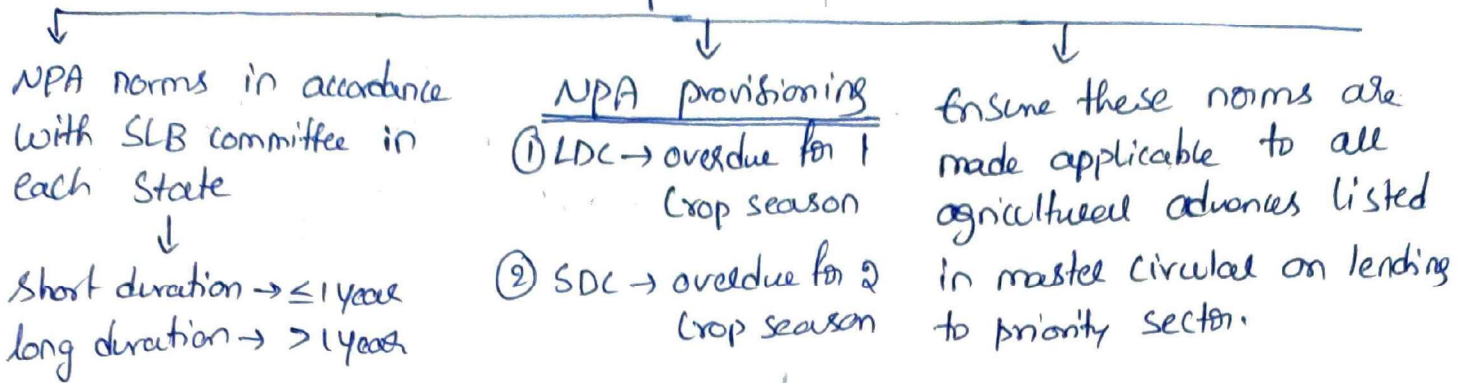 NPA norms in accordance
with SLB committee in
each State
↓
Short duration → ≤ 1 year
long duration → > 1 year
NPA provisioning
① LDC → overdue for 1
Crop season
② SDC → overdue for 2
Crop season
Ensure these norms are
made applicable to all
agricultural advances listed
in master circular on lending
to priority sector.